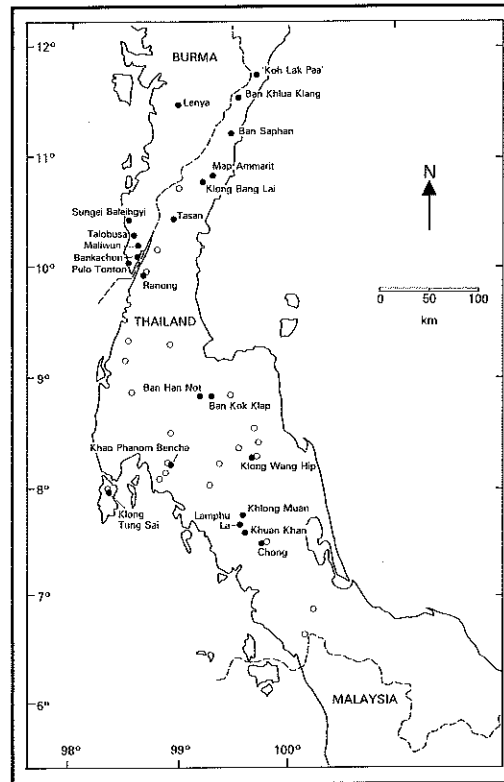 12°
BURMA
'Koh Lak Paa'
Ban Khlua Klang
Lenya
Ban Saphan
11°
Map Ammarit
Klong Bang Lai
N
Sungei Baleihgyi
Tasan
Talobusa
Maliwun
Bankachon
Pulo Tonton
10°
Ranong
0 50 100
km
THAILAND
9°
Ban Han Not
Ban Kok Klap
Khao Phanom Bencha
Klong Wang Hip
8°
Klong
Tung Sai
Lamphu
La
Khlong Muan
Khuan Khan
Chong
7°
6°
MALAYSIA
98° 99° 100°